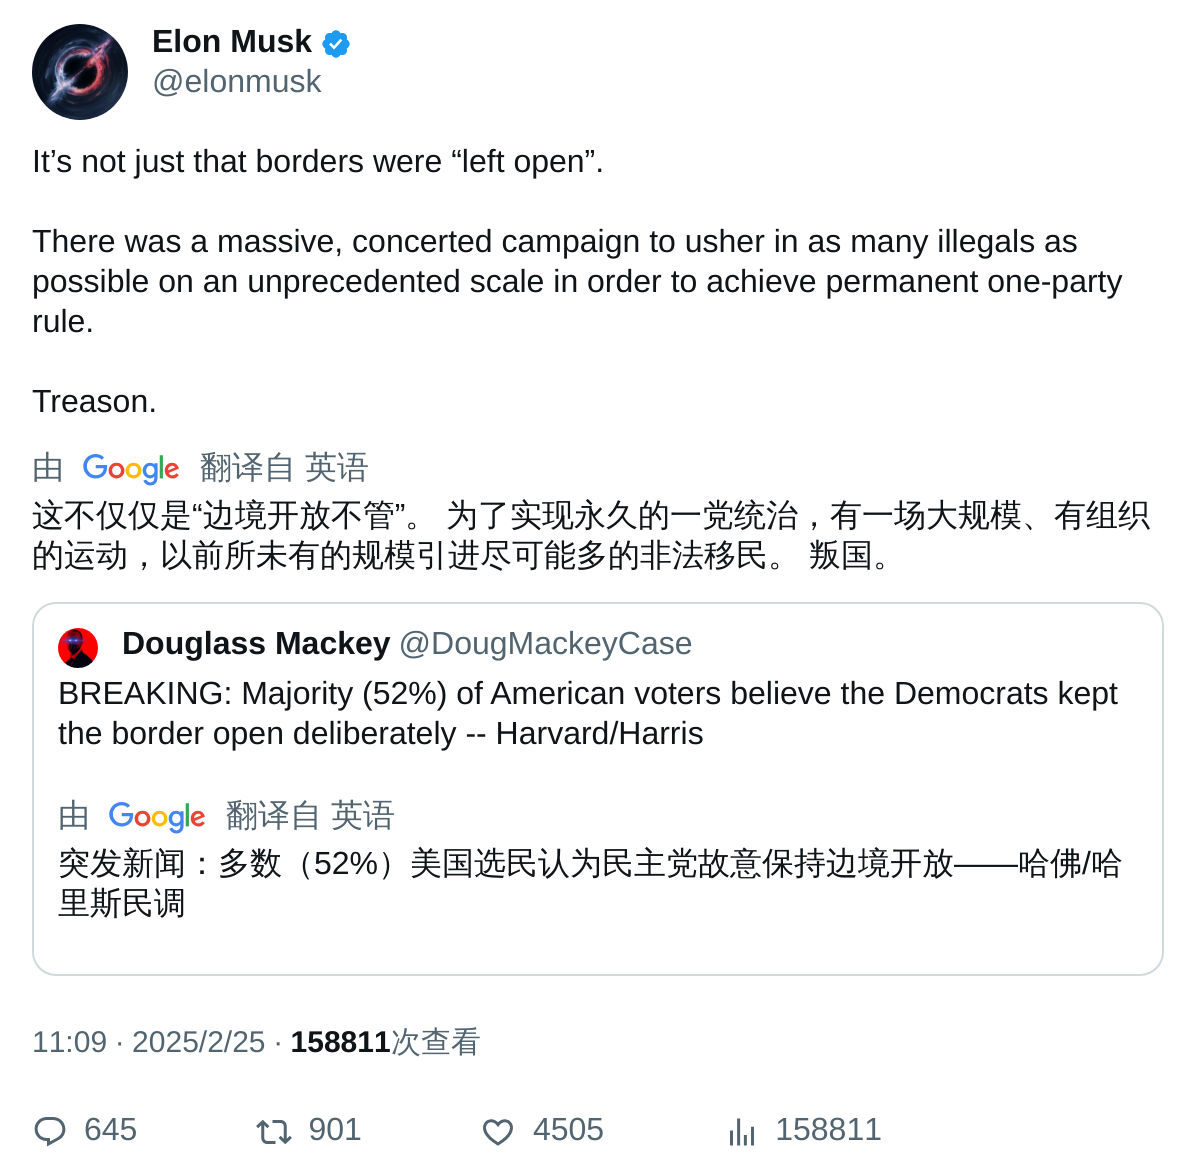 Elon Musk
@elonmusk
It’s not just that borders were “left open”.
There was a massive, concerted campaign to usher in as many illegals as
possible on an unprecedented scale in order to achieve permanent one-party
rule.
Treason.
由 Google 翻译自 英语
这不仅仅是“边境开放不管”。 为了实现永久的一党统治，有一场大规模、有组织
的运动，以前所未有的规模引进尽可能多的非法移民。 叛国。
Douglass Mackey @DougMackeyCase
BREAKING: Majority (52%) of American voters believe the Democrats kept
the border open deliberately -- Harvard/Harris
由 Google 翻译自 英语
突发新闻：多数（52%）美国选民认为民主党故意保持边境开放——哈佛/哈
里斯民调
11:09 · 2025/2/25 · 158811次查看
645 901 4505 158811